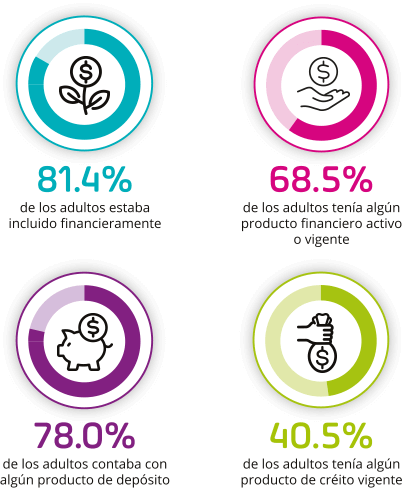 $
81.4%
de los adultos estaba
incluido financieramente
$
68.5%
de los adultos tenía algún
producto financiero activo
o vigente
$
78.0%
de los adultos contaba con
algún producto de depósito
$
40.5%
de los adultos tenía algún
producto de créito vigente